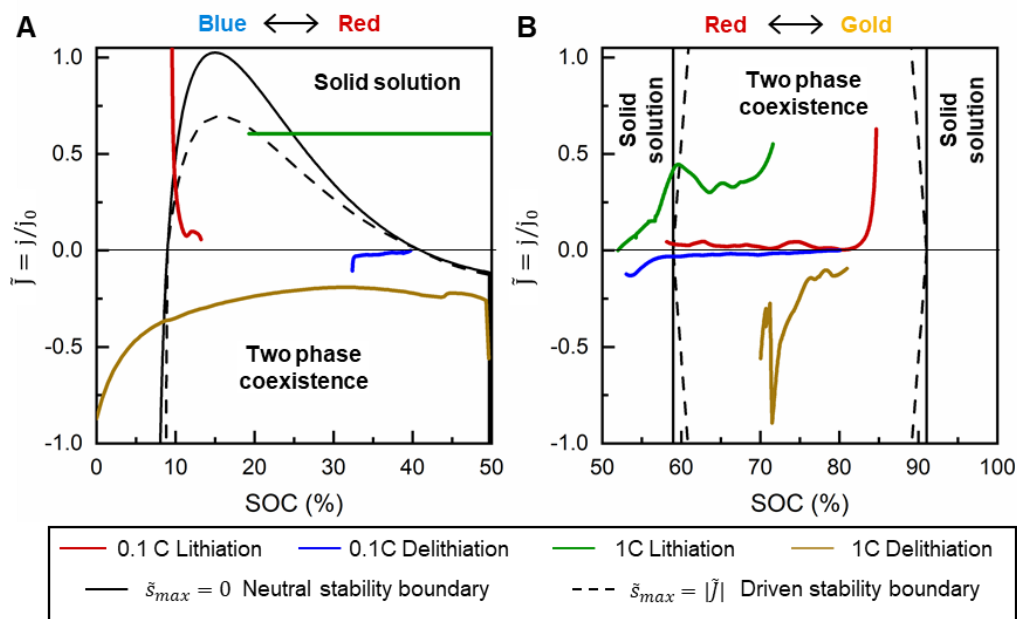 A
Blue ↔ Red
B
Red ↔ Gold
1.0
0.5
0.0
-0.5
-1.0
J̃ = j/j₀
Solid solution
Two phase
coexistence
0 10 20 30 40 50
SOC (%)
1.0
0.5
0.0
-0.5
-1.0
J̃ = j/j₀
Solid
solution
Two phase
coexistence
Solid
solution
50 60 70 80 90 100
SOC (%)
0.1 C Lithiation 0.1C Delithiation 1C Lithiation 1C Delithiation
s̃max = 0 Neutral stability boundary s̃max = |J̃| Driven stability boundary